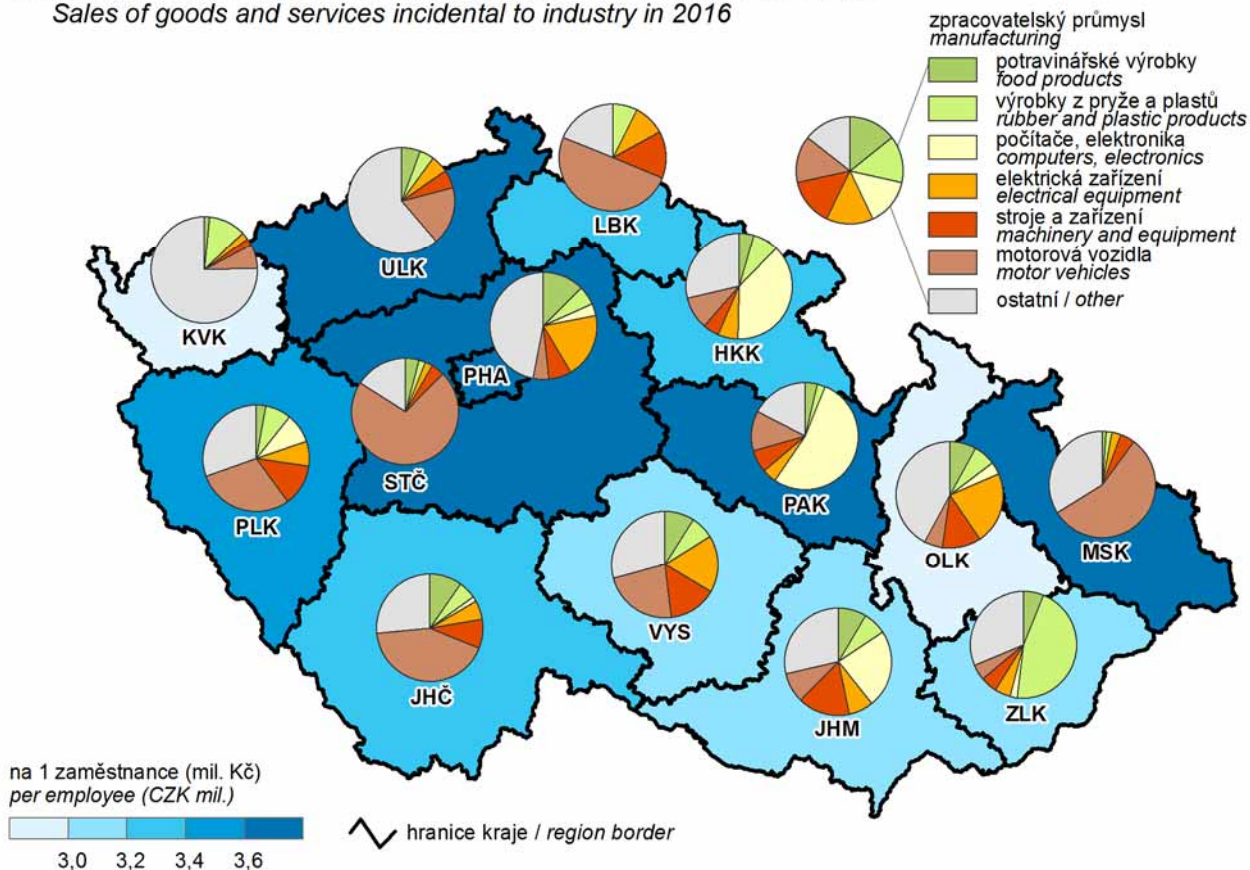 Sales of goods and services incidental to industry in 2016
zpracovatelský průmysl
manufacturing
potravinářské výrobky
food products
výrobky z pryže a plastů
rubber and plastic products
počítače, elektronika
computers, electronics
elektrická zařízení
electrical equipment
stroje a zařízení
machinery and equipment
motorová vozidla
motor vehicles
ostatní / other
LBK
ULK
KVK
HKK
PHA
STČ
PAK
PLK
OLK
MSK
VYS
JHČ
JHM
ZLK
na 1 zaměstnance (mil. Kč)
per employee (CZK mil.)
3,0 3,2 3,4 3,6
hranice kraje / region border